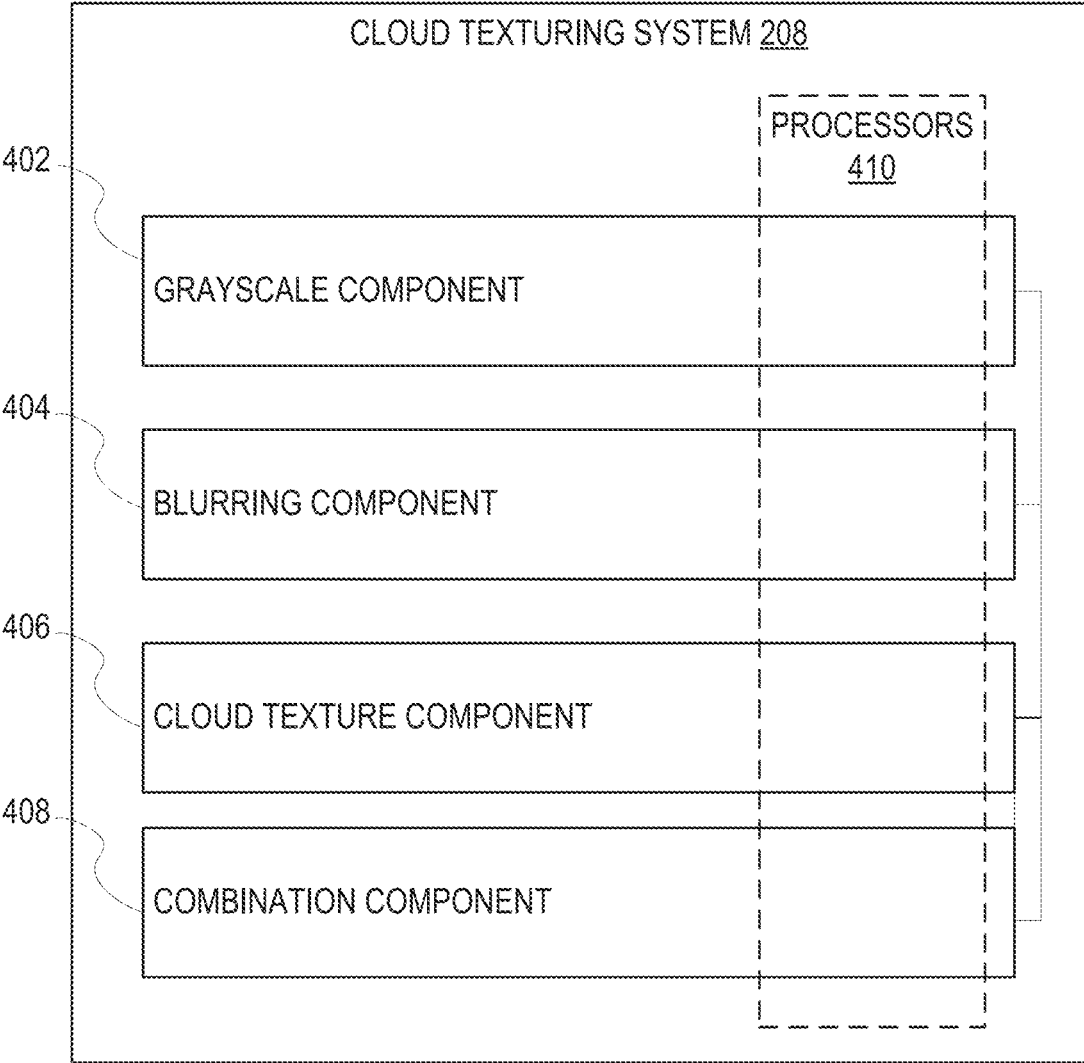 CLOUD TEXTURING SYSTEM 208
PROCESSORS
410
402
GRAYSCALE COMPONENT
404
BLURRING COMPONENT
406
CLOUD TEXTURE COMPONENT
408
COMBINATION COMPONENT